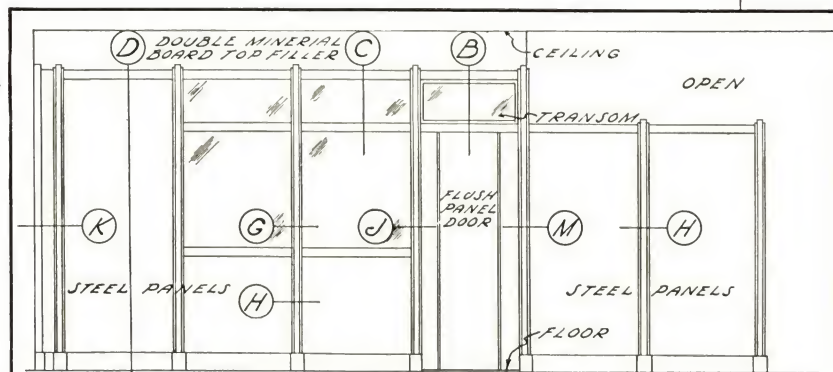 D
DOUBLE MINERIAL
BOARD TOP FILLER
C
B
CEILING
OPEN
TRANSOM
FLUSH
PANEL
DOOR
K
G
J
M
H
STEEL PANELS
H
STEEL PANELS
FLOOR